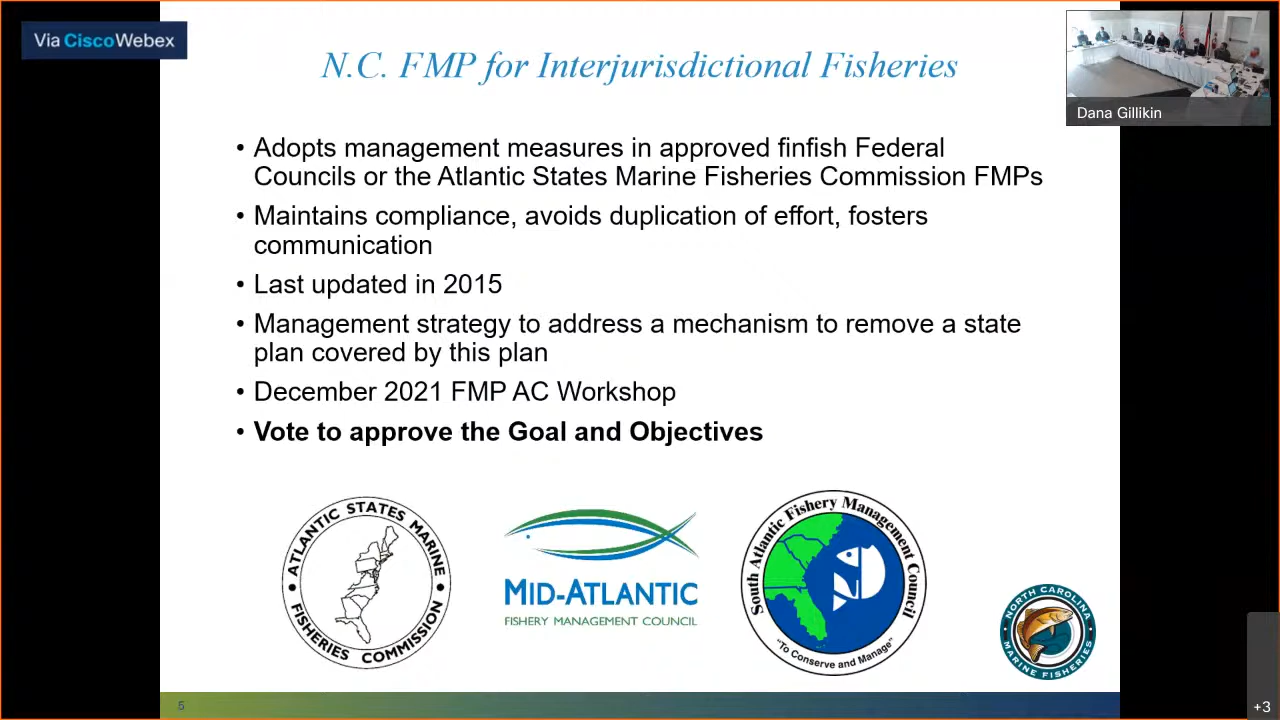 Via Cisco Webex
N.C. FMP for Interjurisdictional Fisheries
Dana Gillikin
• Adopts management measures in approved finfish Federal
Councils or the Atlantic States Marine Fisheries Commission FMPs
• Maintains compliance, avoids duplication of effort, fosters
communication
• Last updated in 2015
• Management strategy to address a mechanism to remove a state
plan covered by this plan
• December 2021 FMP AC Workshop
• Vote to approve the Goal and Objectives
ATLANTIC STATES MARINE
FISHERIES COMMISSION
MID-ATLANTIC
FISHERY MANAGEMENT COUNCIL
South Atlantic Fishery Management Council
"To Conserve and Manage"
NORTH CAROLINA
MARINE FISHERIES
5
+3